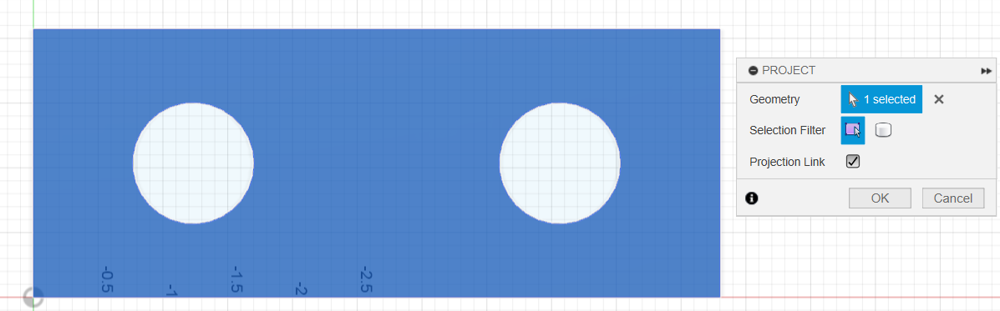 PROJECT
Geometry 1 selected
Selection Filter
Projection Link
OK Cancel
-0.5
-1
-1.5
-2
-2.5